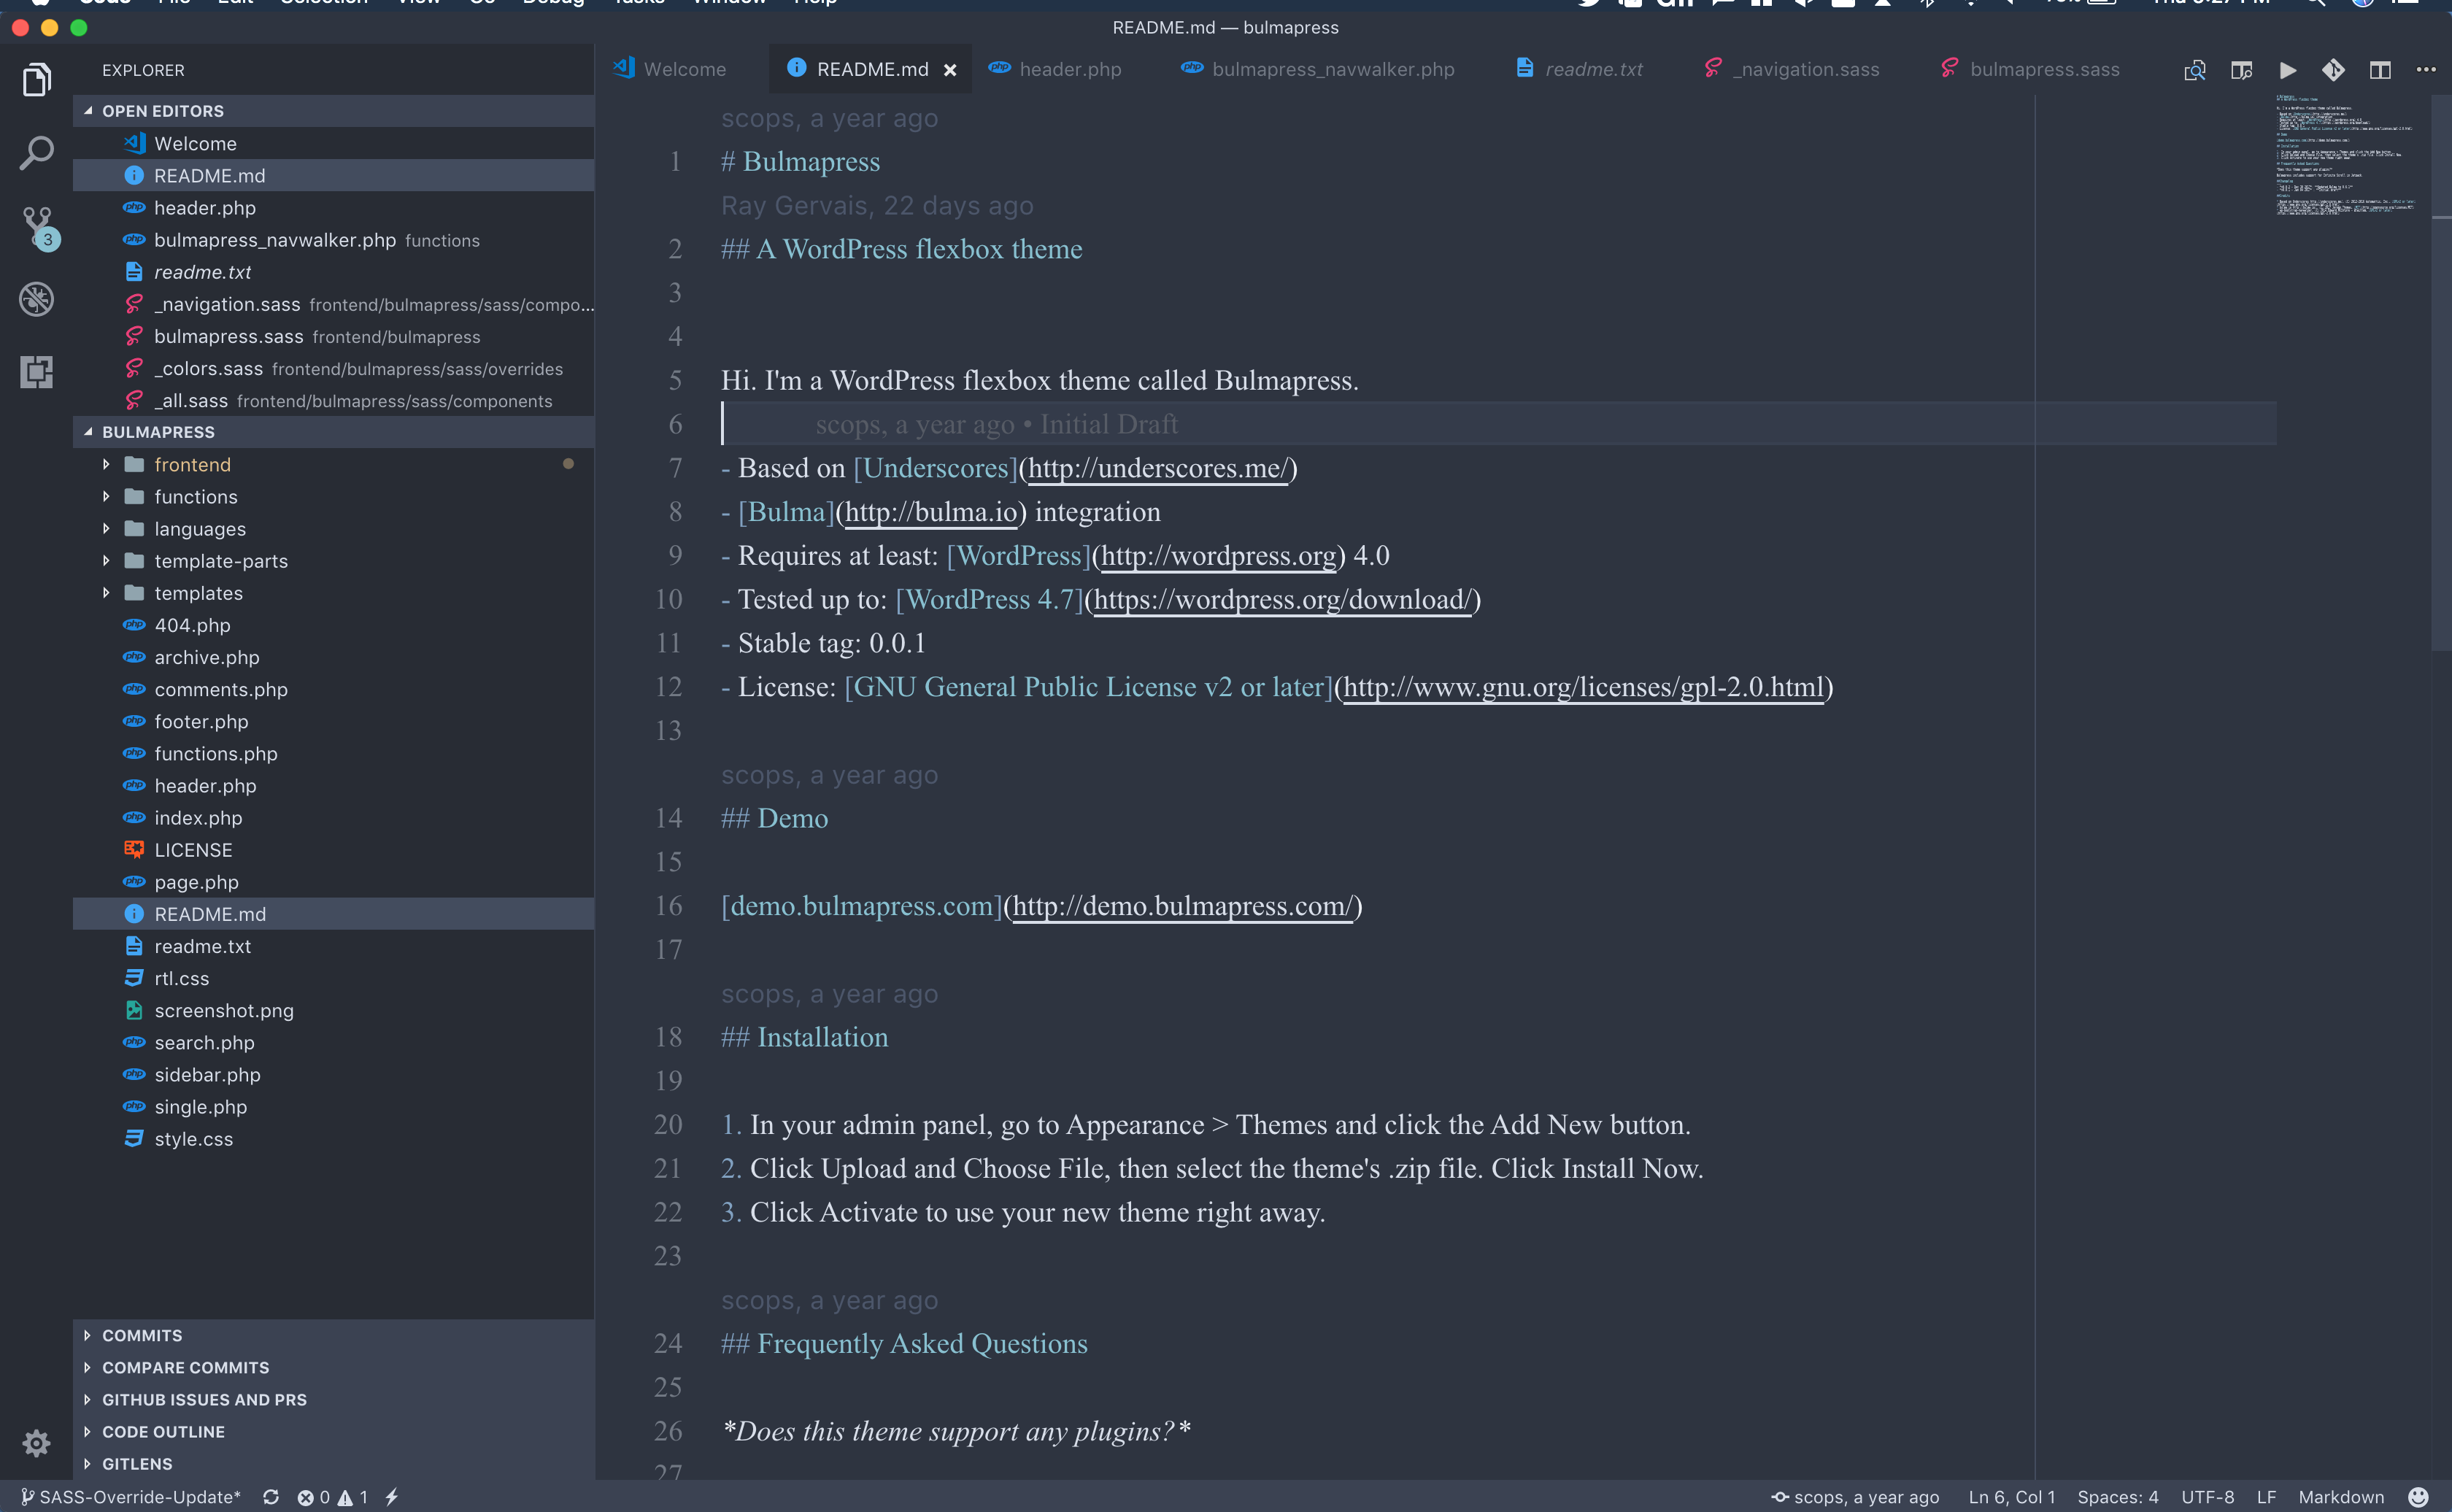 Code File Edit Selection View Go Debug Tasks Window Help
README.md — bulmapress
EXPLORER
OPEN EDITORS
Welcome
README.md
header.php
bulmapress_navwalker.php functions
readme.txt
_navigation.sass frontend/bulmapress/sass/compo...
bulmapress.sass frontend/bulmapress
_colors.sass frontend/bulmapress/sass/overrides
_all.sass frontend/bulmapress/sass/components
BULMAPRESS
frontend
functions
languages
template-parts
templates
404.php
archive.php
comments.php
footer.php
functions.php
header.php
index.php
LICENSE
page.php
README.md
readme.txt
rtl.css
screenshot.png
search.php
sidebar.php
single.php
style.css
COMMITS
COMPARE COMMITS
GITHUB ISSUES AND PRS
CODE OUTLINE
GITLENS
3
Welcome README.md header.php bulmapress_navwalker.php readme.txt _navigation.sass bulmapress.sass
scops, a year ago
1 # Bulmapress
Ray Gervais, 22 days ago
2 ## A WordPress flexbox theme
3
4
5 Hi. I'm a WordPress flexbox theme called Bulmapress.
6 scops, a year ago • Initial Draft
7 - Based on [Underscores](http://underscores.me/)
8 - [Bulma](http://bulma.io) integration
9 - Requires at least: [WordPress](http://wordpress.org) 4.0
10 - Tested up to: [WordPress 4.7](https://wordpress.org/download/)
11 - Stable tag: 0.0.1
12 - License: [GNU General Public License v2 or later](http://www.gnu.org/licenses/gpl-2.0.html)
13
scops, a year ago
14 ## Demo
15
16 [demo.bulmapress.com](http://demo.bulmapress.com/)
17
scops, a year ago
18 ## Installation
19
20 1. In your admin panel, go to Appearance > Themes and click the Add New button.
21 2. Click Upload and Choose File, then select the theme's .zip file. Click Install Now.
22 3. Click Activate to use your new theme right away.
23
scops, a year ago
24 ## Frequently Asked Questions
25
26 *Does this theme support any plugins?*
27
SASS-Override-Update* 0 1 scops, a year ago Ln 6, Col 1 Spaces: 4 UTF-8 LF Markdown